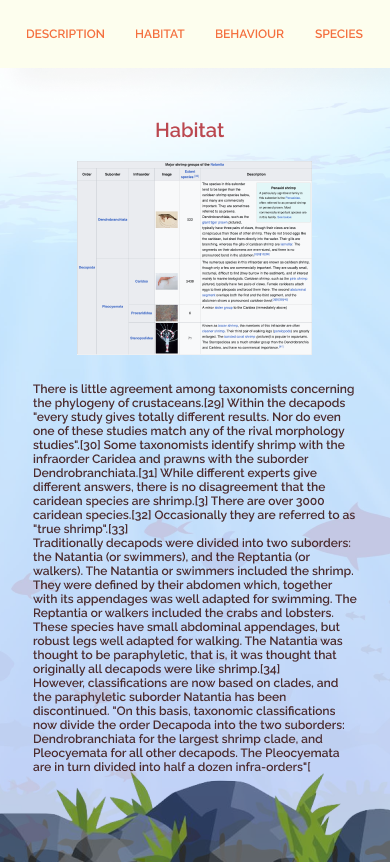 DESCRIPTION HABITAT BEHAVIOUR SPECIES
Habitat
Major shrimp groups of the Natantia
Order Suborder Infraorder Image Extant species Description
Decapoda
Dendrobranchiata
533
Penaeid shrimp
Pleocyemata
Caridea
3438
Procarididea
6
A minor sister group to the Caridea (immediately above)
Stenopodidea
71
There is little agreement among taxonomists concerning
the phylogeny of crustaceans.[29] Within the decapods
"every study gives totally different results. Nor do even
one of these studies match any of the rival morphology
studies".[30] Some taxonomists identify shrimp with the
infraorder Caridea and prawns with the suborder
Dendrobranchiata.[31] While different experts give
different answers, there is no disagreement that the
caridean species are shrimp.[3] There are over 3000
caridean species.[32] Occasionally they are referred to as
"true shrimp".[33]
Traditionally decapods were divided into two suborders:
the Natantia (or swimmers), and the Reptantia (or
walkers). The Natantia or swimmers included the shrimp.
They were defined by their abdomen which, together
with its appendages was well adapted for swimming. The
Reptantia or walkers included the crabs and lobsters.
These species have small abdominal appendages, but
robust legs well adapted for walking. The Natantia was
thought to be paraphyletic, that is, it was thought that
originally all decapods were like shrimp.[34]
However, classifications are now based on clades, and
the paraphyletic suborder Natantia has been
discontinued. "On this basis, taxonomic classifications
now divide the order Decapoda into the two suborders:
Dendrobranchiata for the largest shrimp clade, and
Pleocyemata for all other decapods. The Pleocyemata
are in turn divided into half a dozen infra-orders"[